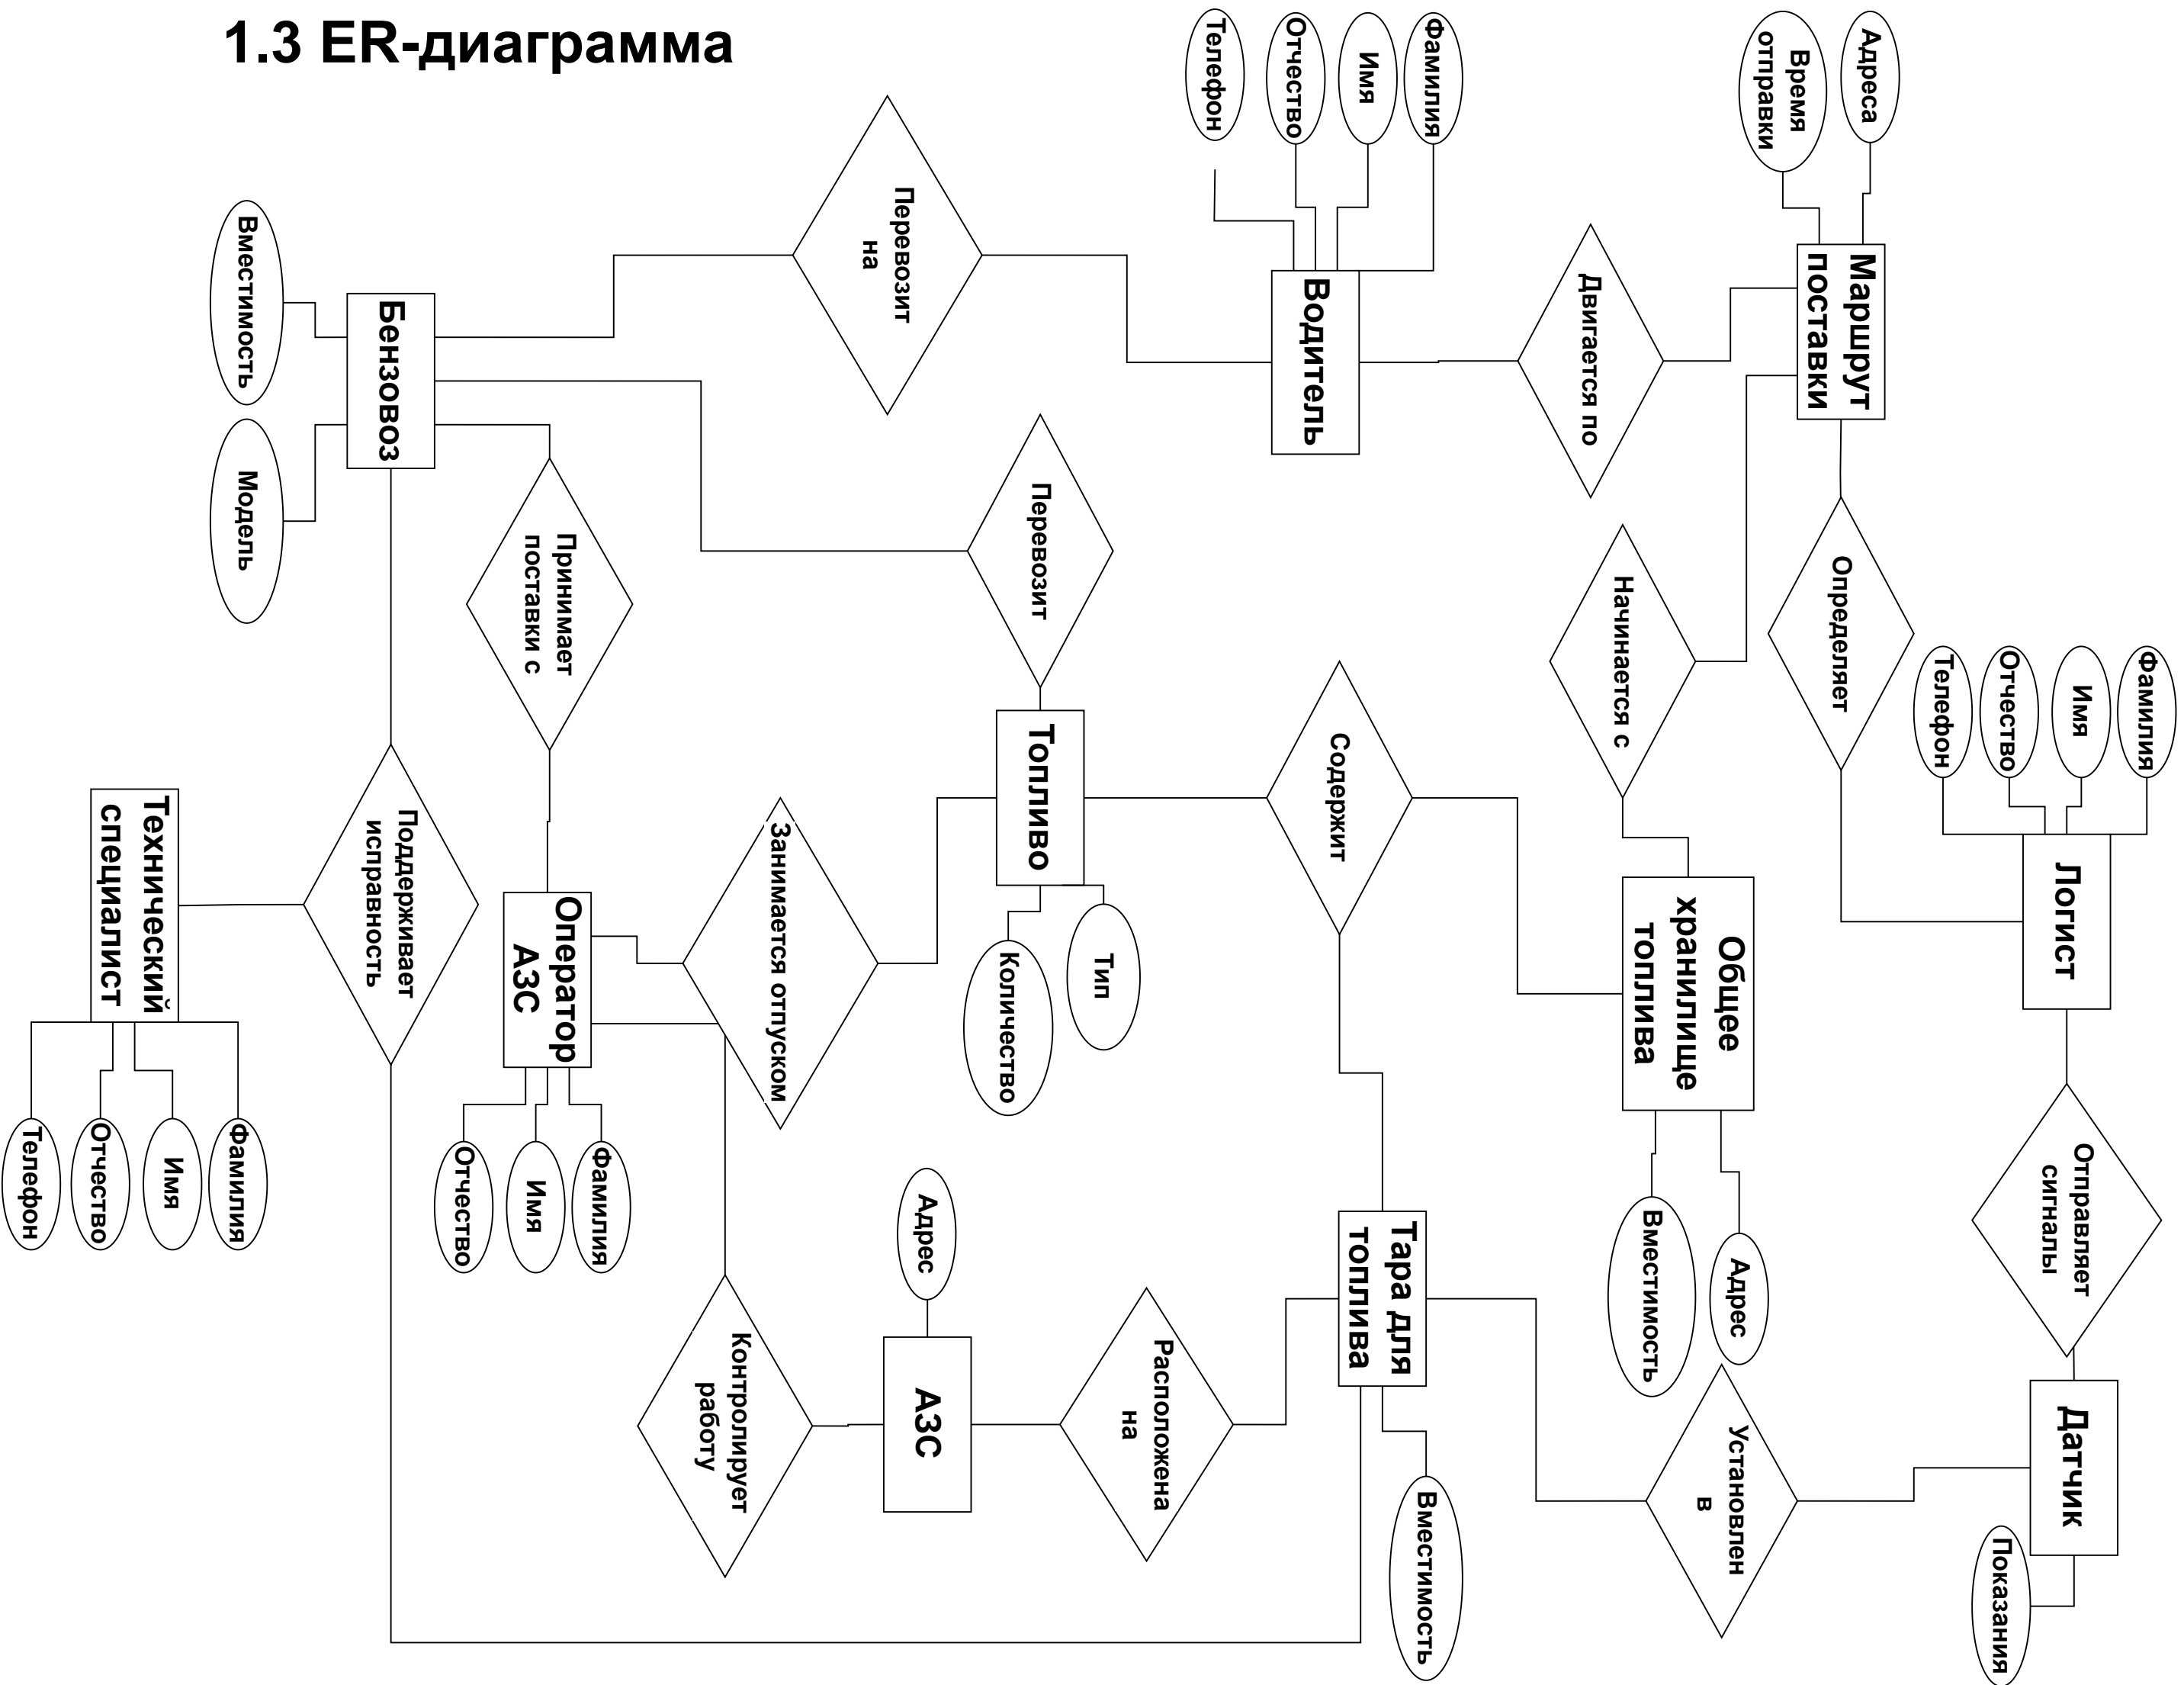 1.3 ER-диаграмма
Фамилия
Имя
Отчество
Телефон
Адреса
Время
отправки
Маршрут
поставки
Двигается по
Водитель
Перевозит
на
Вместимость
Бензовоз
Модель
Фамилия
Имя
Отчество
Телефон
Логист
Определяет
Начинается с
Общее
хранилище
топлива
Содержит
Перевозит
Топливо
Тип
Количество
Принимает
поставки с
Занимается отпуском
Оператор
АЗС
Поддерживает
исправность
Технический
специалист
Отправляет
сигналы
Адрес
Вместимость
Датчик
Показания
Установлен
в
Тара для
топлива
Вместимость
Расположена
на
Адрес
АЗС
Контролирует
работу
Фамилия
Имя
Отчество
Фамилия
Имя
Отчество
Телефон